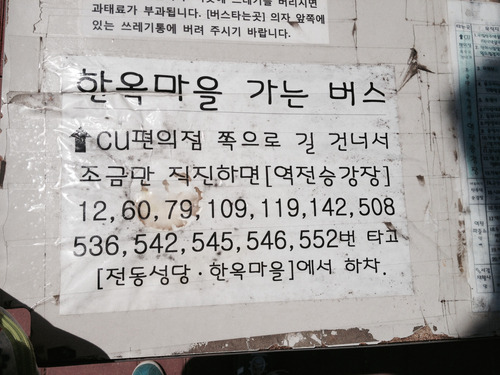 과태료가 부과됩니다. [버스타는곳] 의자 앞쪽에
있는 쓰레기통에 버려 주시기 바랍니다.
한옥마을 가는 버스
⬆CU편의점 쪽으로 길 건너서
조금만 직진하면[역전승강장]
12,60,79,109,119,142,508
536,542,545,546,552번 타고
[전동성당·한옥마을]에서 하차.